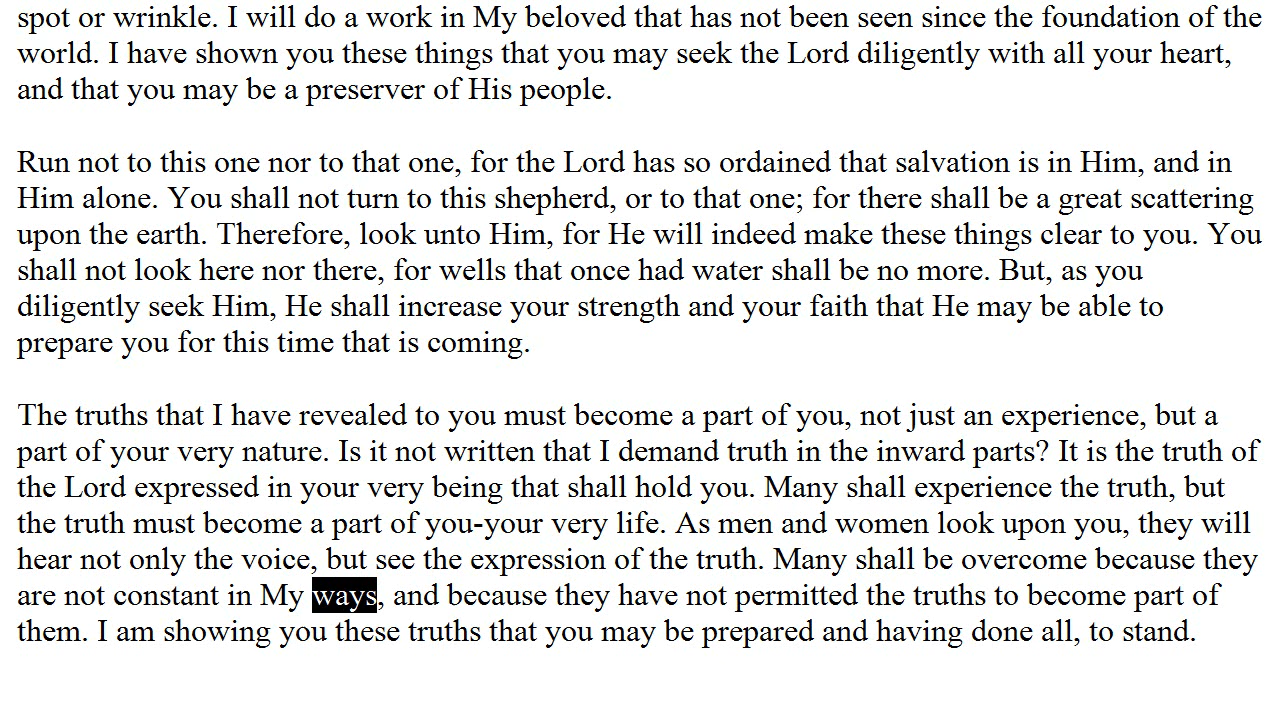 spot or wrinkle. I will do a work in My beloved that has not been seen since the foundation of the
world. I have shown you these things that you may seek the Lord diligently with all your heart,
and that you may be a preserver of His people.
Run not to this one nor to that one, for the Lord has so ordained that salvation is in Him, and in
Him alone. You shall not turn to this shepherd, or to that one; for there shall be a great scattering
upon the earth. Therefore, look unto Him, for He will indeed make these things clear to you. You
shall not look here nor there, for wells that once had water shall be no more. But, as you
diligently seek Him, He shall increase your strength and your faith that He may be able to
prepare you for this time that is coming.
The truths that I have revealed to you must become a part of you, not just an experience, but a
part of your very nature. Is it not written that I demand truth in the inward parts? It is the truth of
the Lord expressed in your very being that shall hold you. Many shall experience the truth, but
the truth must become a part of you-your very life. As men and women look upon you, they will
hear not only the voice, but see the expression of the truth. Many shall be overcome because they
are not constant in My ways, and because they have not permitted the truths to become part of
them. I am showing you these truths that you may be prepared and having done all, to stand.